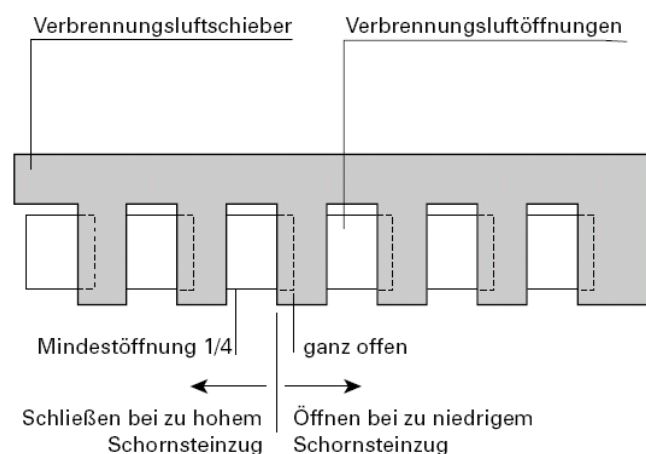 Verbrennungsluftschieber
Verbrennungsluftöffnungen
Mindestöffnung 1/4
ganz offen
Schließen bei zu hohem
Schornsteinzug
Öffnen bei zu niedrigem
Schornsteinzug